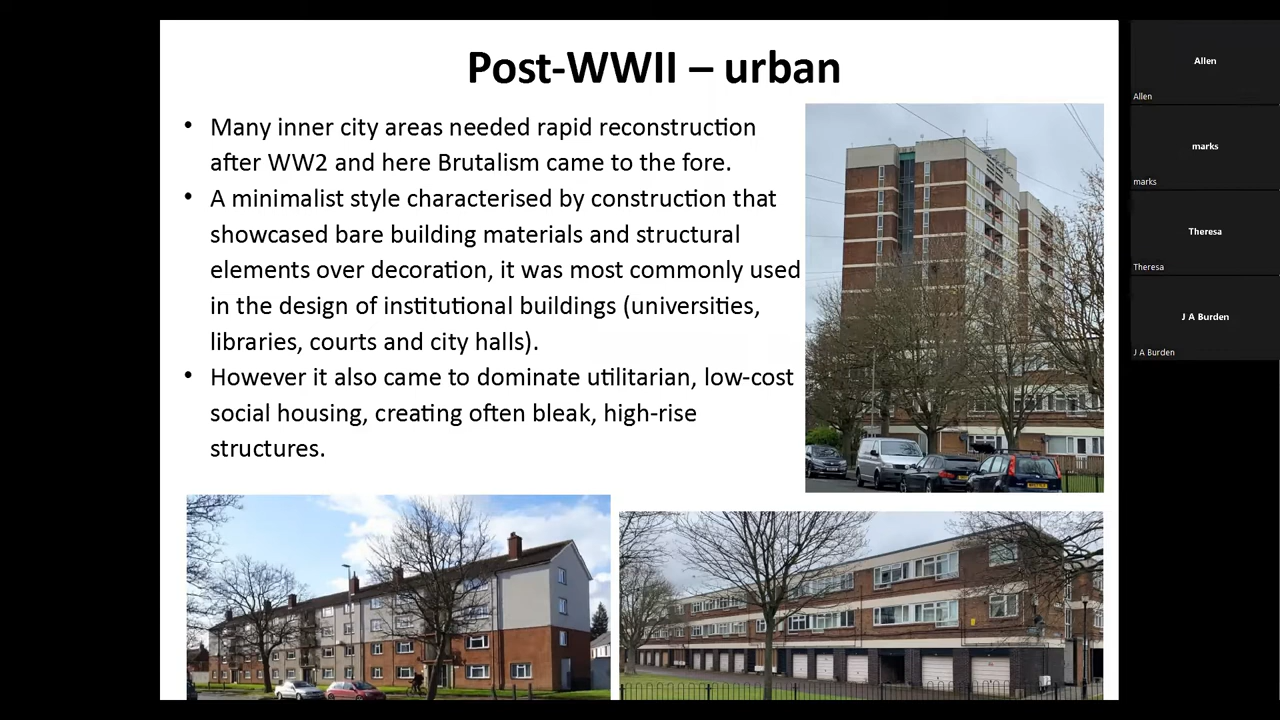 Post-WWII – urban
• Many inner city areas needed rapid reconstruction
after WW2 and here Brutalism came to the fore.
• A minimalist style characterised by construction that
showcased bare building materials and structural
elements over decoration, it was most commonly used
in the design of institutional buildings (universities,
libraries, courts and city halls).
• However it also came to dominate utilitarian, low-cost
social housing, creating often bleak, high-rise
structures.
Allen
Allen
marks
marks
Theresa
Theresa
J A Burden
J A Burden